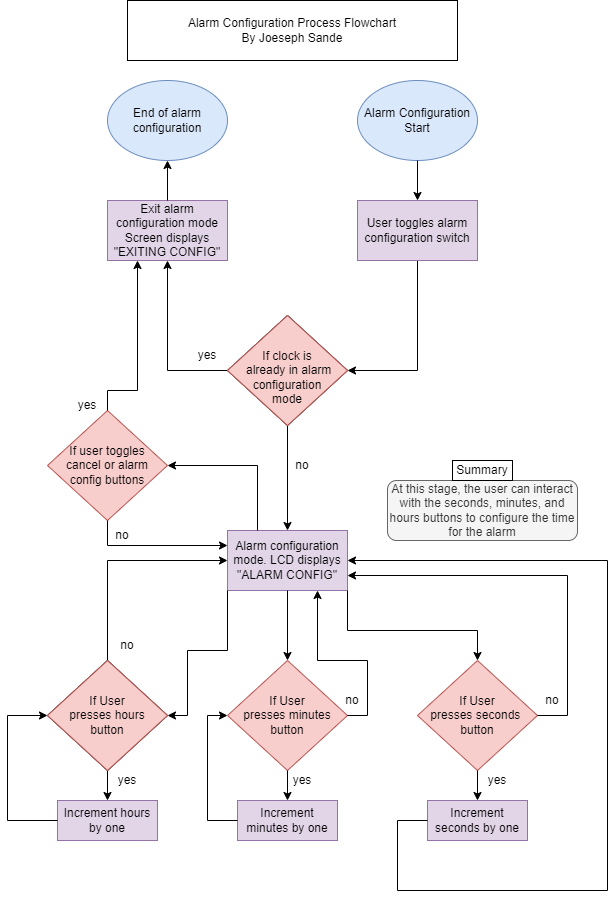 Alarm Configuration Process Flowchart
By Joeseph Sande
End of alarm
configuration
Alarm Configuration
Start
Exit alarm
configuration mode
Screen displays
"EXITING CONFIG"
User toggles alarm
configuration switch
yes
If clock is
already in alarm
configuration
mode
yes
If user toggles
cancel or alarm
config buttons
no
no
Summary
At this stage, the user can interact
with the seconds, minutes, and
hours buttons to configure the time
for the alarm
Alarm configuration
mode. LCD displays
"ALARM CONFIG"
no
If User
presses hours
button
If User
presses minutes
button
no
If User
presses seconds
button
no
yes
yes
yes
Increment hours
by one
Increment
minutes by one
Increment
seconds by one